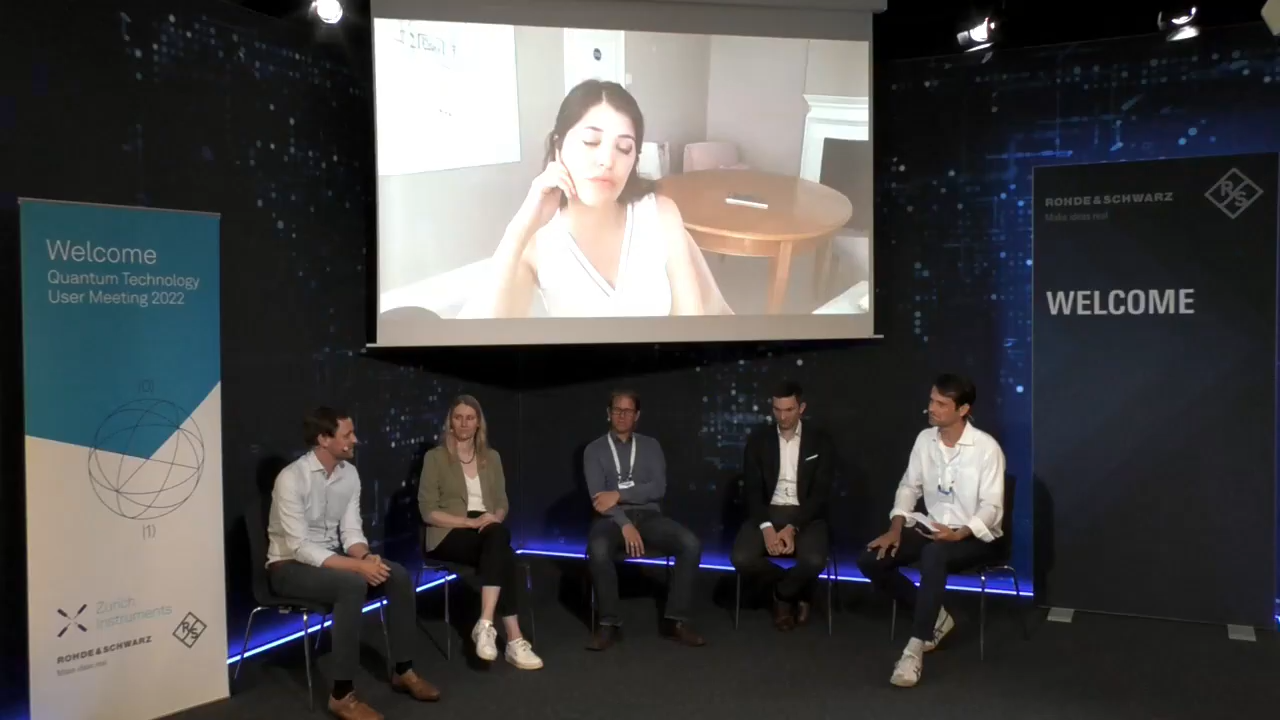 Welcome
Quantum Technology
User Meeting 2022
|0⟩
|1⟩
Zurich
Instruments
ROHDE & SCHWARZ
Make ideas real
R/S
ROHDE & SCHWARZ
Make ideas real
R/S
WELCOME